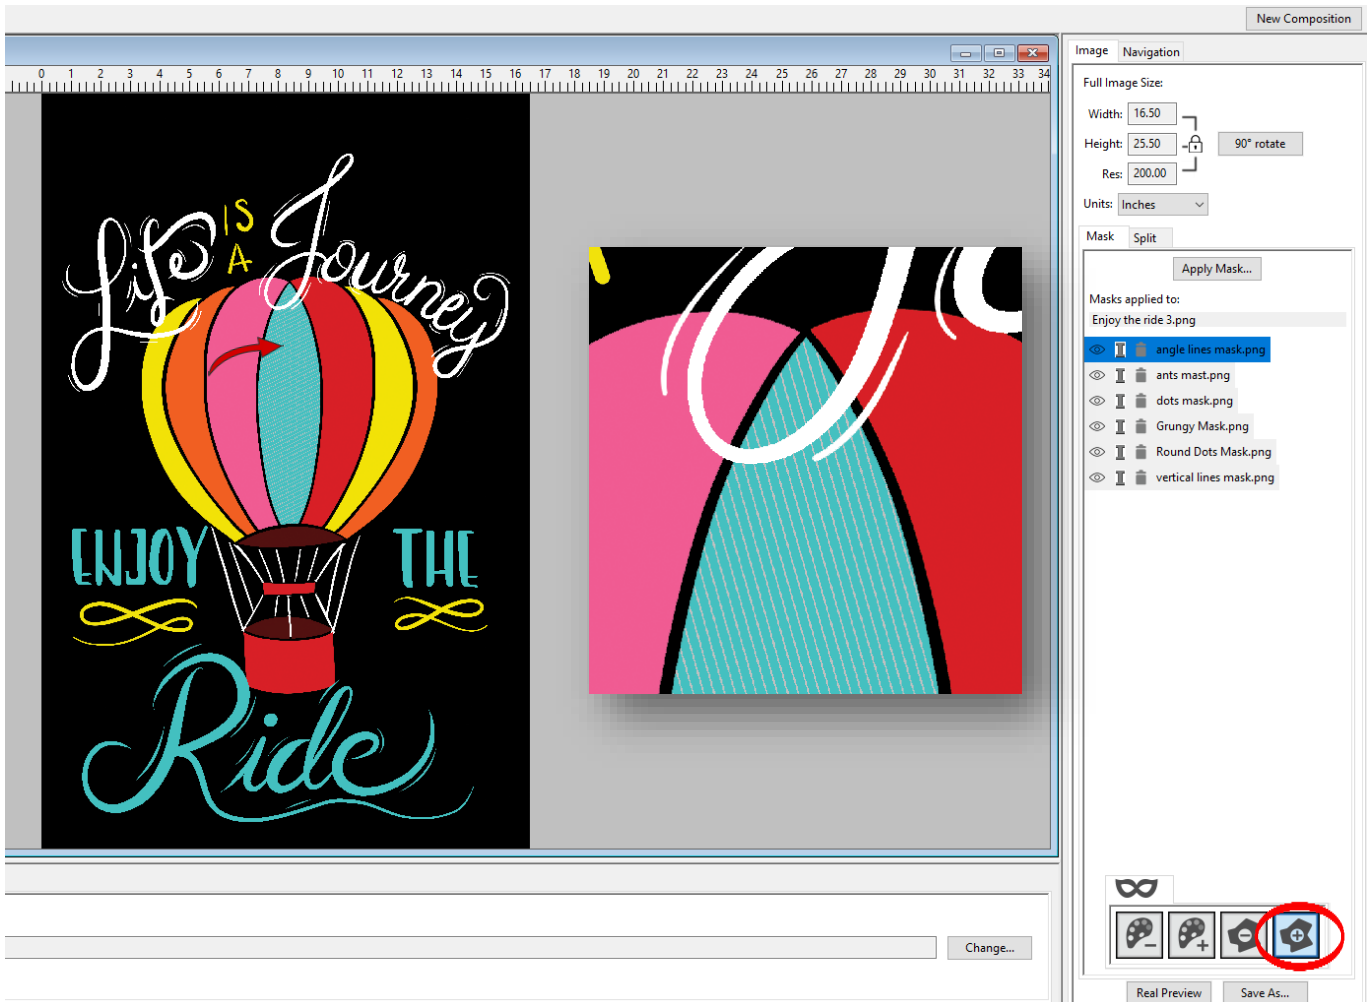 New Composition
Image Navigation
0 1 2 3 4 5 6 7 8 9 10 11 12 13 14 15 16 17 18 19 20 21 22 23 24 25 26 27 28 29 30 31 32 33 34
Full Image Size:
Width: 16.50
Height: 25.50
90° rotate
Res: 200.00
Units: Inches
Mask Split
Apply Mask...
Masks applied to:
Enjoy the ride 3.png
angle lines mask.png
ants mast.png
dots mask.png
Grungy Mask.png
Round Dots Mask.png
vertical lines mask.png
Life IS A Journey
ENJOY THE
Ride
Change...
Real Preview Save As...